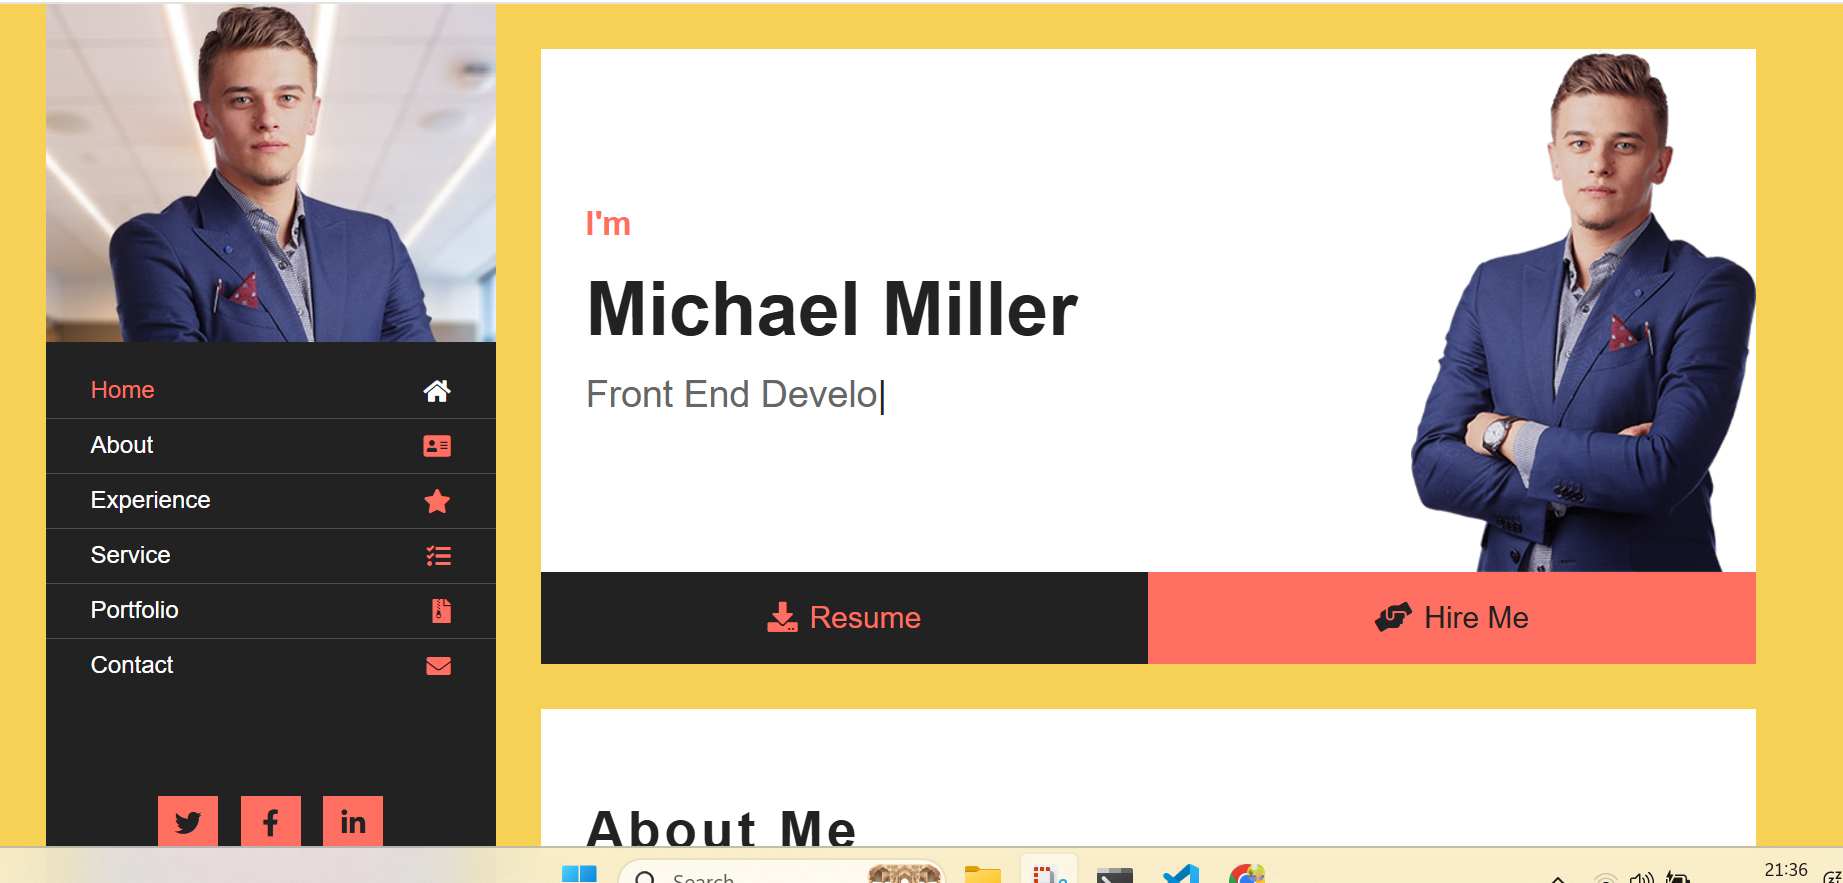 Home
About
Experience
Service
Portfolio
Contact
in
I'm
Michael Miller
Front End Develo
Resume
Hire Me
About Me
Search
21:36